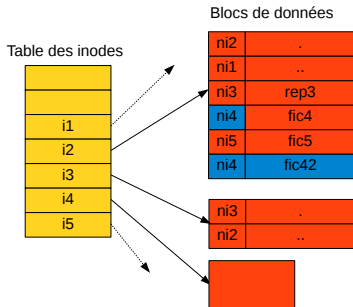 Blocs de données
Table des inodes
i1
i2
i3
i4
i5
ni2 .
ni1 ..
ni3 rep3
ni4 fic4
ni5 fic5
ni4 fic42
ni3 .
ni2 ..